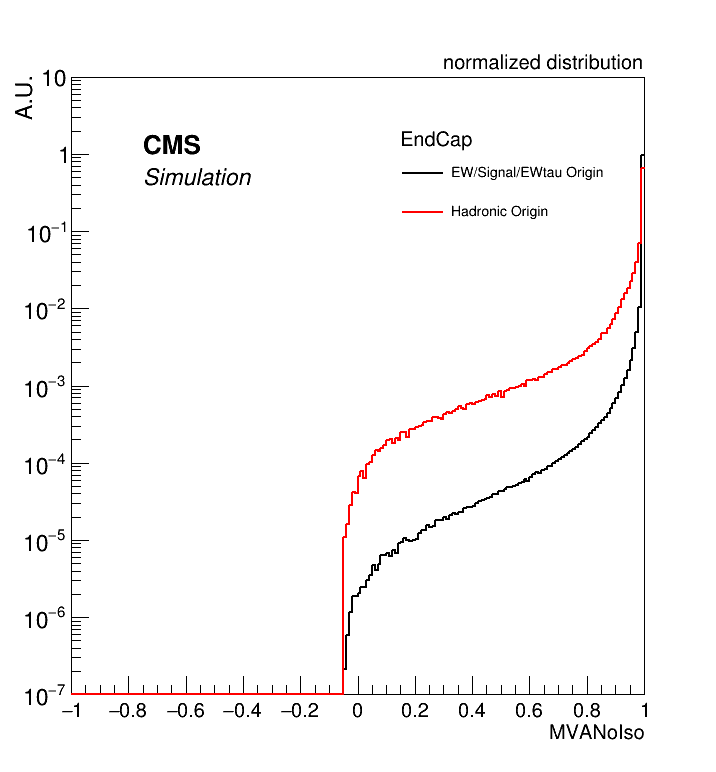 normalized distribution
A.U.
CMS
Simulation
EndCap
EW/Signal/EWtau Origin
Hadronic Origin
10
1
10⁻¹
10⁻²
10⁻³
10⁻⁴
10⁻⁵
10⁻⁶
10⁻⁷
−1 −0.8 −0.6 −0.4 −0.2 0 0.2 0.4 0.6 0.8 1
MVANoIso